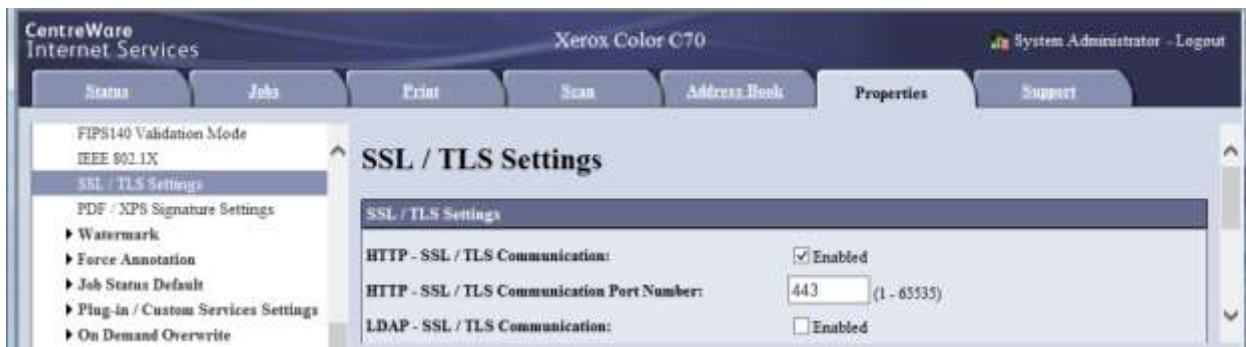 CentreWare
Internet Services
Xerox Color C70
System Administrator - Logout
Status
Jobs
Print
Scan
Address Book
Properties
Support
FIPS140 Validation Mode
IEEE 802.1X
SSL / TLS Settings
PDF / XPS Signature Settings
Watermark
Force Annotation
Job Status Default
Plug-in / Custom Services Settings
On Demand Overwrite
SSL / TLS Settings
SSL / TLS Settings
HTTP - SSL / TLS Communication: Enabled
HTTP - SSL / TLS Communication Port Number: 443 (1 - 65535)
LDAP - SSL / TLS Communication: Enabled